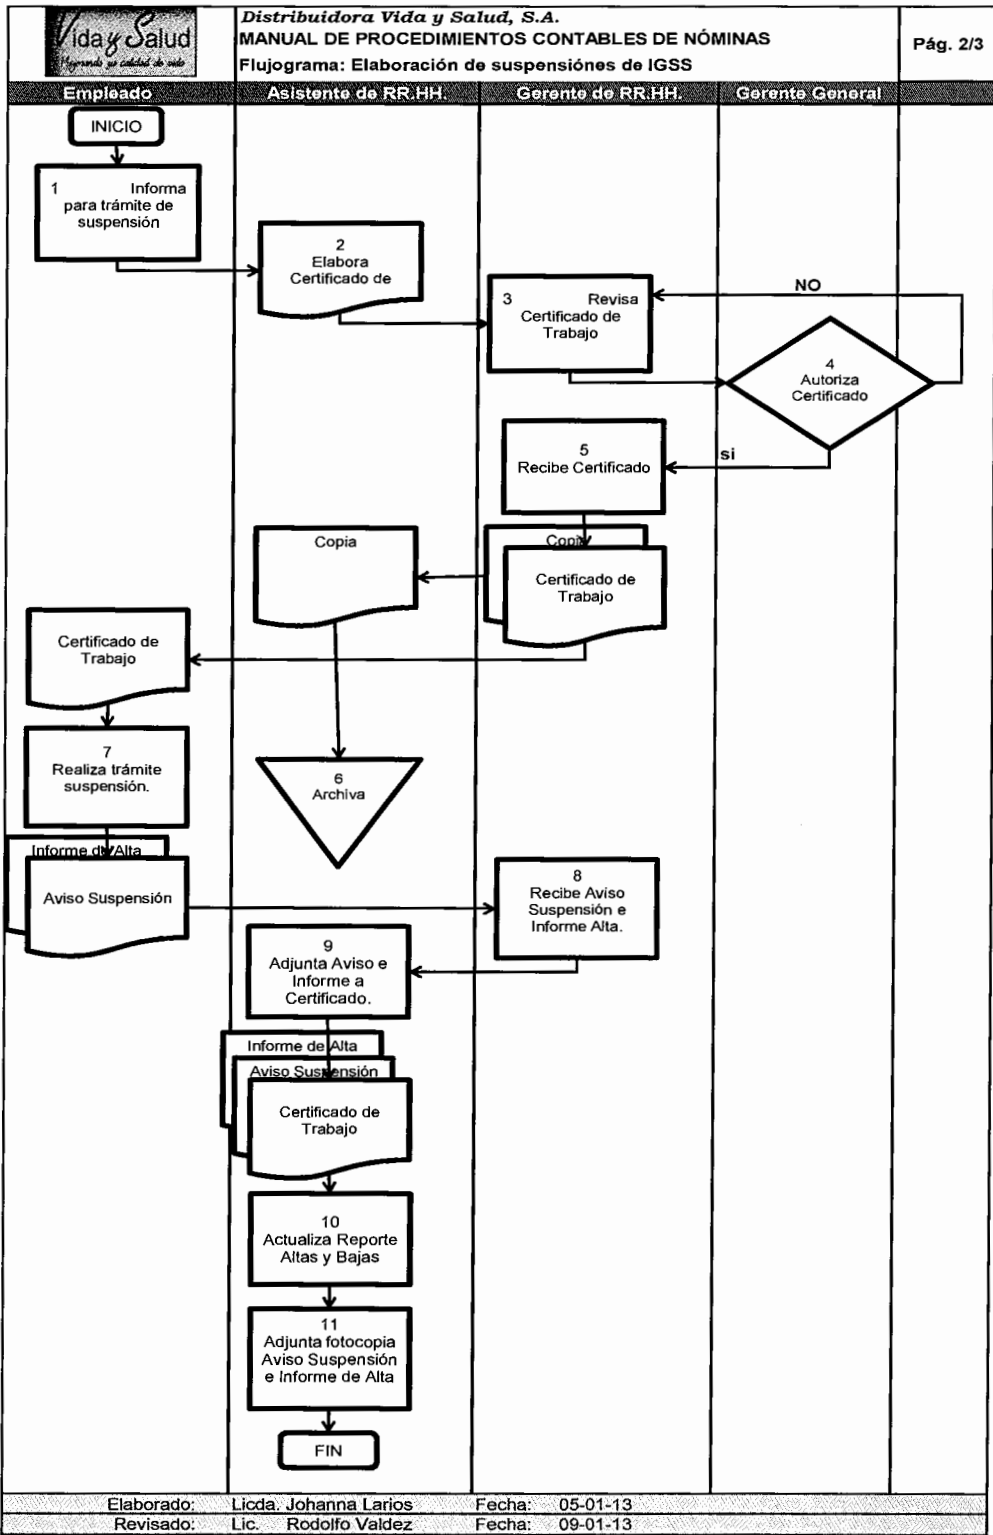 Vida y Salud
Mejorando su calidad de vida
Distribuidora Vida y Salud, S.A.
MANUAL DE PROCEDIMIENTOS CONTABLES DE NÓMINAS
Flujograma: Elaboración de suspensiónes de IGSS
Pág. 2/3
Empleado
Asistente de RR.HH.
Gerente de RR.HH.
Gerente General
INICIO
1 Informa
para trámite de
suspensión
2
Elabora
Certificado de
3 Revisa
Certificado de
Trabajo
NO
4
Autoriza
Certificado
si
5
Recibe Certificado
Copia
Certificado de
Trabajo
Copia
Certificado de
Trabajo
7
Realiza trámite
suspensión.
6
Archiva
Informe de Alta
Aviso Suspensión
8
Recibe Aviso
Suspensión e
Informe Alta.
9
Adjunta Aviso e
Informe a
Certificado.
Informe de Alta
Aviso Suspensión
Certificado de
Trabajo
10
Actualiza Reporte
Altas y Bajas
11
Adjunta fotocopia
Aviso Suspensión
e Informe de Alta
FIN
Elaborado: Licda. Johanna Larios Fecha: 05-01-13
Revisado: Lic. Rodolfo Valdez Fecha: 09-01-13